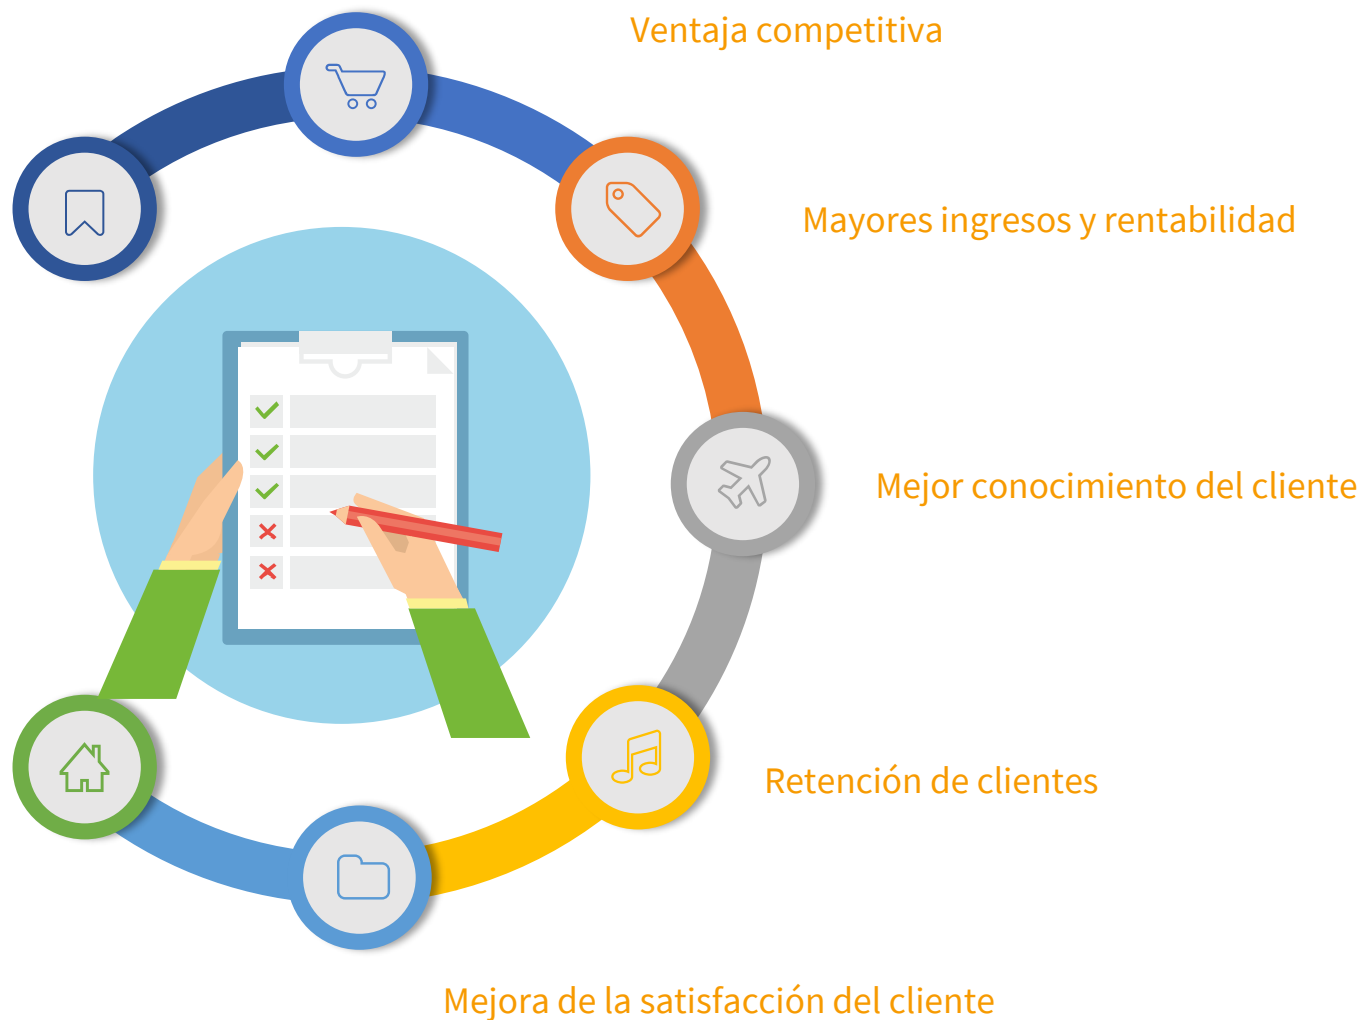 Ventaja competitiva
Mayores ingresos y rentabilidad
Mejor conocimiento del cliente
Retención de clientes
Mejora de la satisfacción del cliente